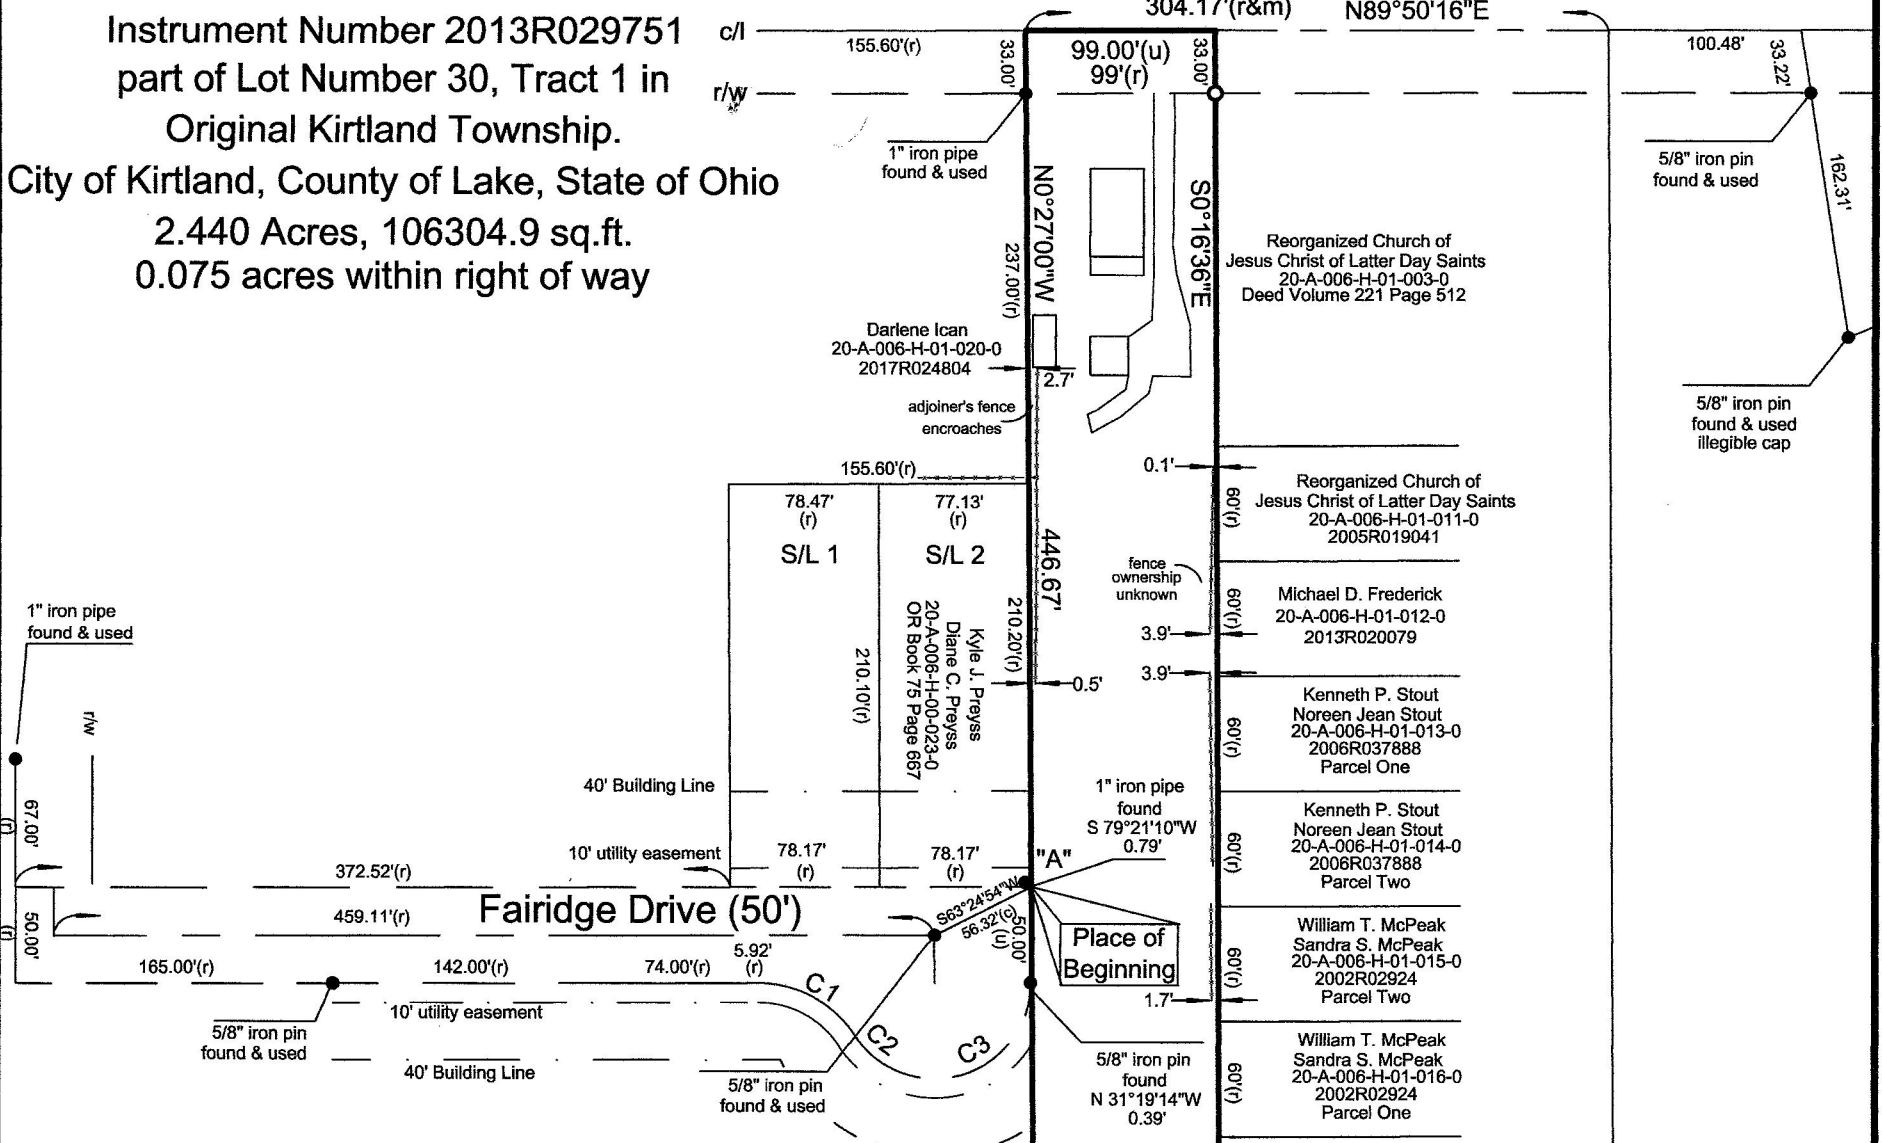 Instrument Number 2013R029751
part of Lot Number 30, Tract 1 in
Original Kirtland Township.
City of Kirtland, County of Lake, State of Ohio
2.440 Acres, 106304.9 sq.ft.
0.075 acres within right of way
304.17'(r&m)
N89°50'16"E
c/l
155.60'(r)
33.00'
99.00'(u)
99'(r)
33.00'
100.48'
33.22'
r/w
1" iron pipe
found & used
5/8" iron pin
found & used
162.31'
N0°27'00"W
S0°16'36"E
237.00'(r)
Reorganized Church of
Jesus Christ of Latter Day Saints
20-A-006-H-01-003-0
Deed Volume 221 Page 512
Darlene Ican
20-A-006-H-01-020-0
2017R024804
2.7'
adjoiner's fence
encroaches
5/8" iron pin
found & used
illegible cap
155.60'(r)
0.1'
78.47'
(r)
77.13'
(r)
S/L 1
S/L 2
446.67'
60'(r)
Reorganized Church of
Jesus Christ of Latter Day Saints
20-A-006-H-01-011-0
2005R019041
fence
ownership
unknown
60'(r)
Michael D. Frederick
20-A-006-H-01-012-0
2013R020079
3.9'
3.9'
1" iron pipe
found & used
Kyle J. Preyss
Diane C. Preyss
20-A-006-H-00-023-0
OR Book 75 Page 667
210.20'(r)
210.10'(r)
0.5'
60'(r)
Kenneth P. Stout
Noreen Jean Stout
20-A-006-H-01-013-0
2006R037888
Parcel One
r/w
40' Building Line
1" iron pipe
found
S 79°21'10"W
0.79'
60'(r)
Kenneth P. Stout
Noreen Jean Stout
20-A-006-H-01-014-0
2006R037888
Parcel Two
67.00'
(r)
10' utility easement
78.17'
(r)
78.17'
(r)
"A"
372.52'(r)
459.11'(r)
Fairidge Drive (50')
S63°24'54"W
56.32'(c)
(u)
50.00'
50.00'
(r)
Place of
Beginning
60'(r)
William T. McPeak
Sandra S. McPeak
20-A-006-H-01-015-0
2002R02924
Parcel Two
165.00'(r)
142.00'(r)
74.00'(r)
5.92'
(r)
C1
C2
C3
1.7'
10' utility easement
5/8" iron pin
found & used
40' Building Line
5/8" iron pin
found & used
5/8" iron pin
found
N 31°19'14"W
0.39'
60'(r)
William T. McPeak
Sandra S. McPeak
20-A-006-H-01-016-0
2002R02924
Parcel One